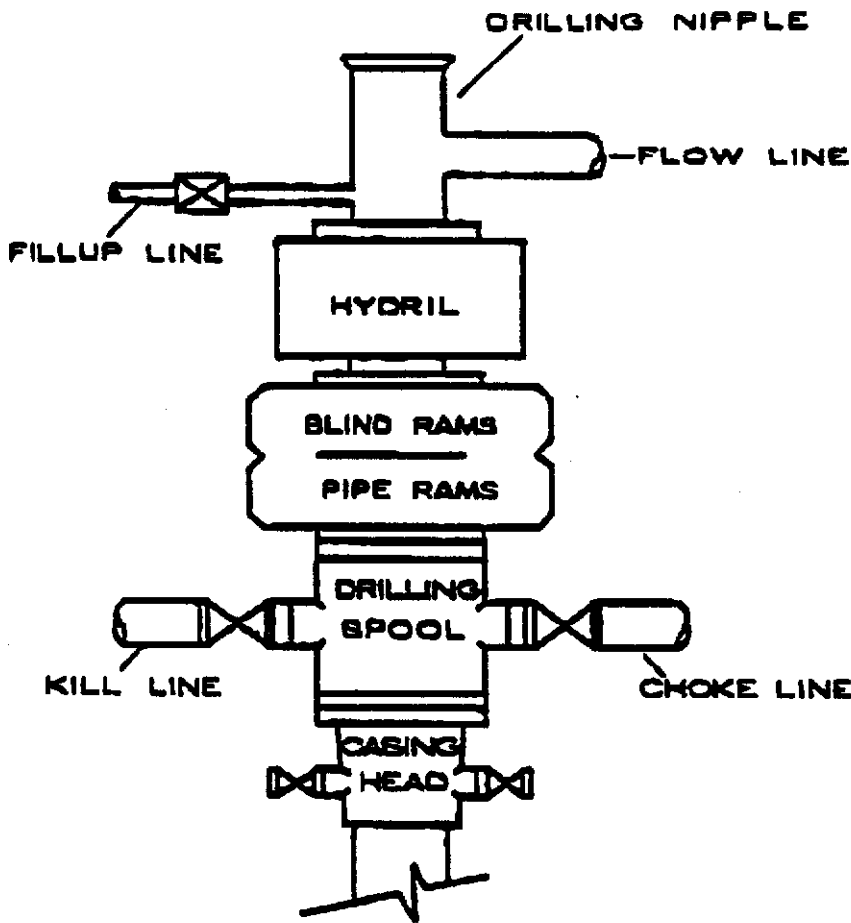 DRILLING NIPPLE
FLOW LINE
FILLUP LINE
HYDRIL
BLIND RAMS
PIPE RAMS
DRILLING
SPOOL
KILL LINE
CHOKE LINE
CASING
HEAD